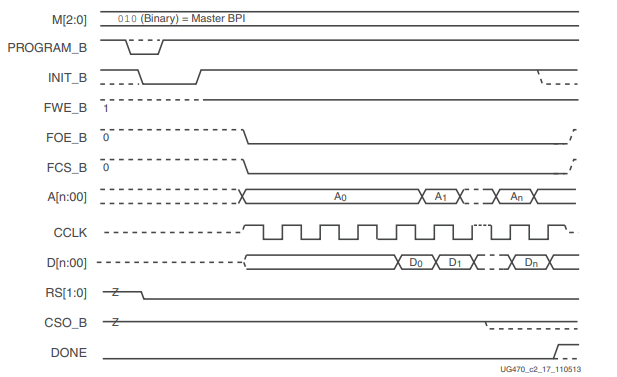 M[2:0] 010 (Binary) = Master BPI
PROGRAM_B
INIT_B
FWE_B 1
FOE_B 0
FCS_B 0
A[n:00] A0 A1 An
CCLK
D[n:00] D0 D1 Dn
RS[1:0] Z
CSO_B Z
DONE
UG470_c2_17_110513